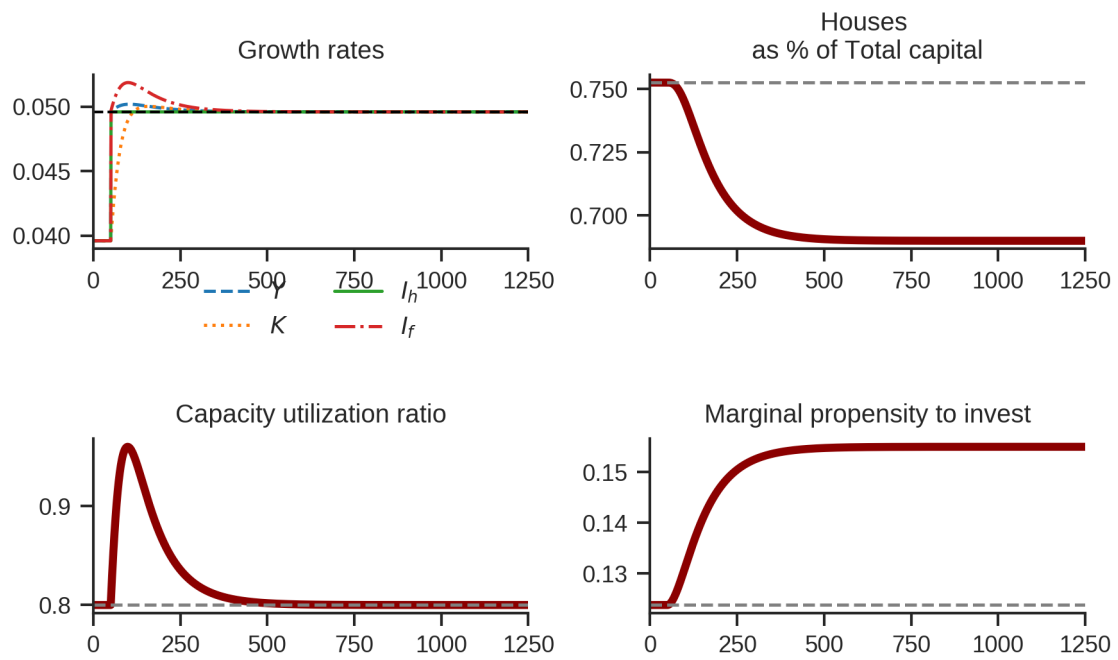 Growth rates
0.050
0.045
0.040
0 250 500 750 1000 1250
Y I_h
K I_f
Houses
as % of Total capital
0.750
0.725
0.700
0 250 500 750 1000 1250
Capacity utilization ratio
0.9
0.8
0 250 500 750 1000 1250
Marginal propensity to invest
0.15
0.14
0.13
0 250 500 750 1000 1250